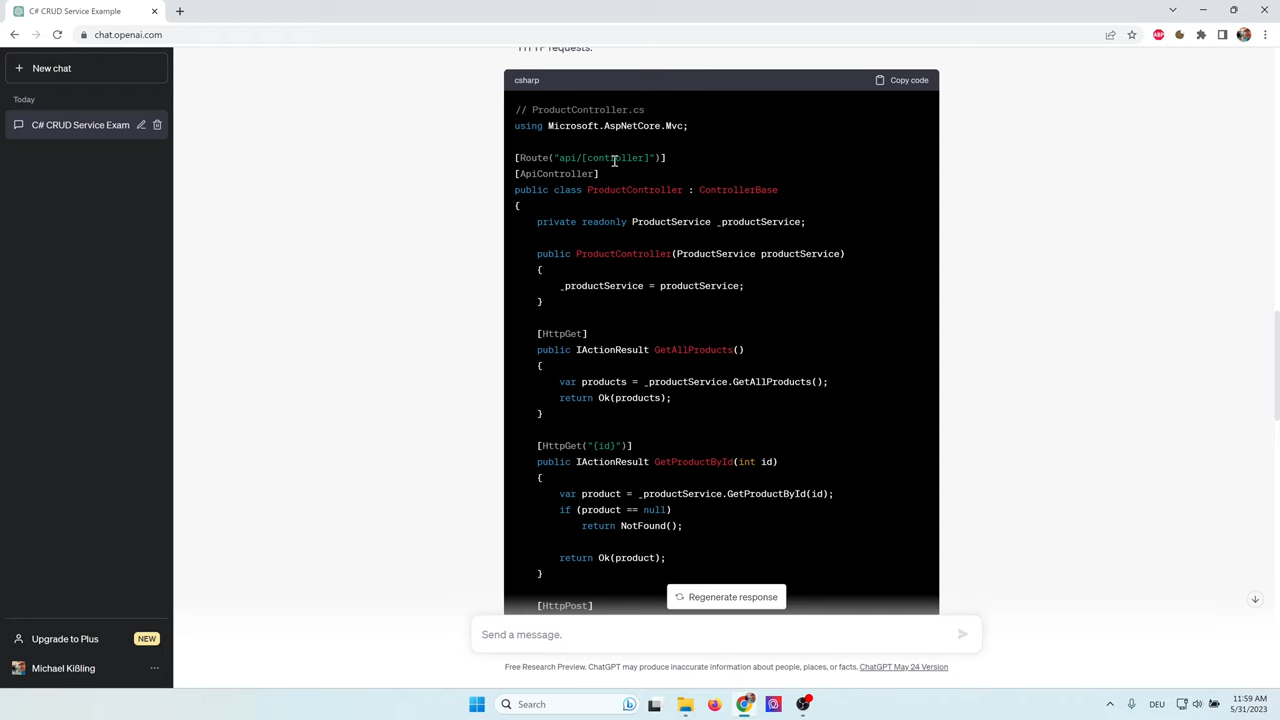 C# CRUD Service Example
chat.openai.com
ABP
New chat
Today
C# CRUD Service Exam
HTTP requests.
csharp
Copy code
// ProductController.cs
using Microsoft.AspNetCore.Mvc;
[Route("api/[controller]")]
[ApiController]
public class ProductController : ControllerBase
{
private readonly ProductService _productService;
public ProductController(ProductService productService)
{
_productService = productService;
}
[HttpGet]
public IActionResult GetAllProducts()
{
var products = _productService.GetAllProducts();
return Ok(products);
}
[HttpGet("{id}")]
public IActionResult GetProductById(int id)
{
var product = _productService.GetProductById(id);
if (product == null)
return NotFound();
return Ok(product);
}
[HttpPost]
Regenerate response
Send a message.
Free Research Preview. ChatGPT may produce inaccurate information about people, places, or facts. ChatGPT May 24 Version
Upgrade to Plus
NEW
Michael Kißling
Search
DEU
11:59 AM
5/31/2023